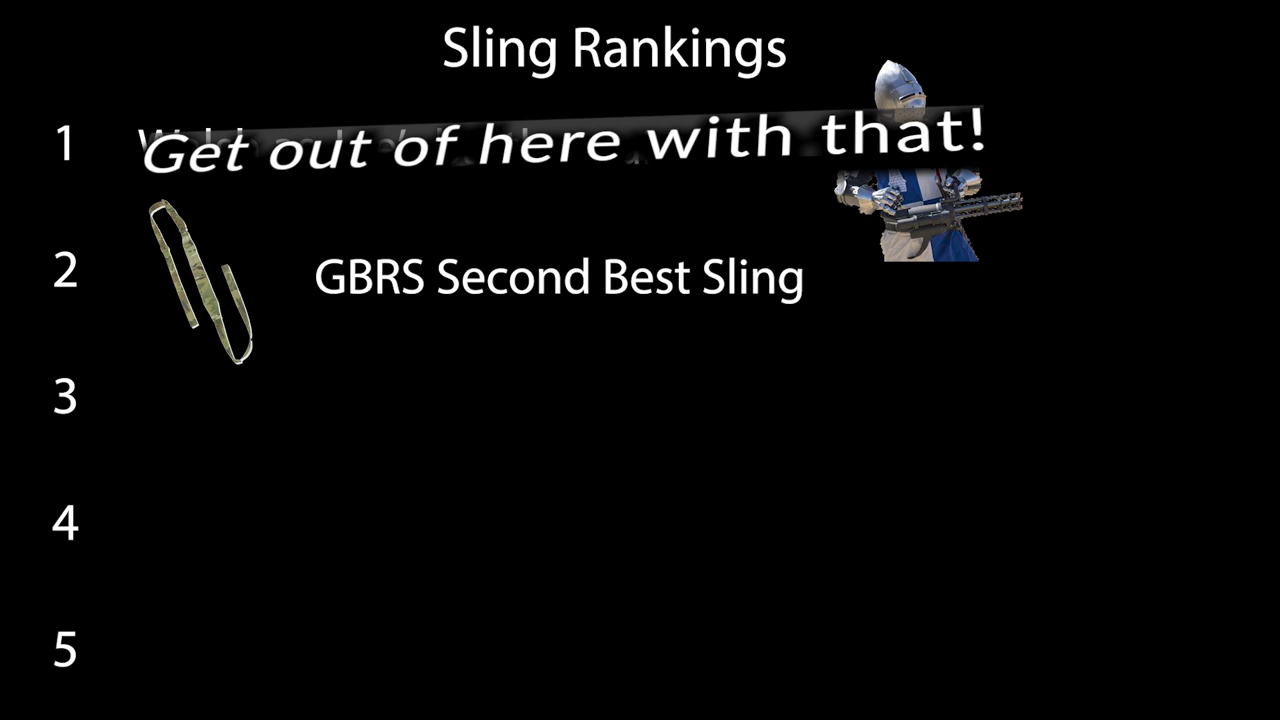 Sling Rankings
1
Get out of here with that!
2
GBRS Second Best Sling
3
4
5